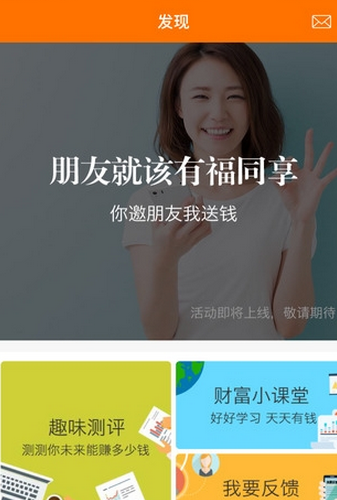 发现
朋友就该有福同享
你邀朋友我送钱
活动即将上线，敬请期待
趣味测评
测测你未来能赚多少钱
财富小课堂
好好学习 天天有钱
我要反馈